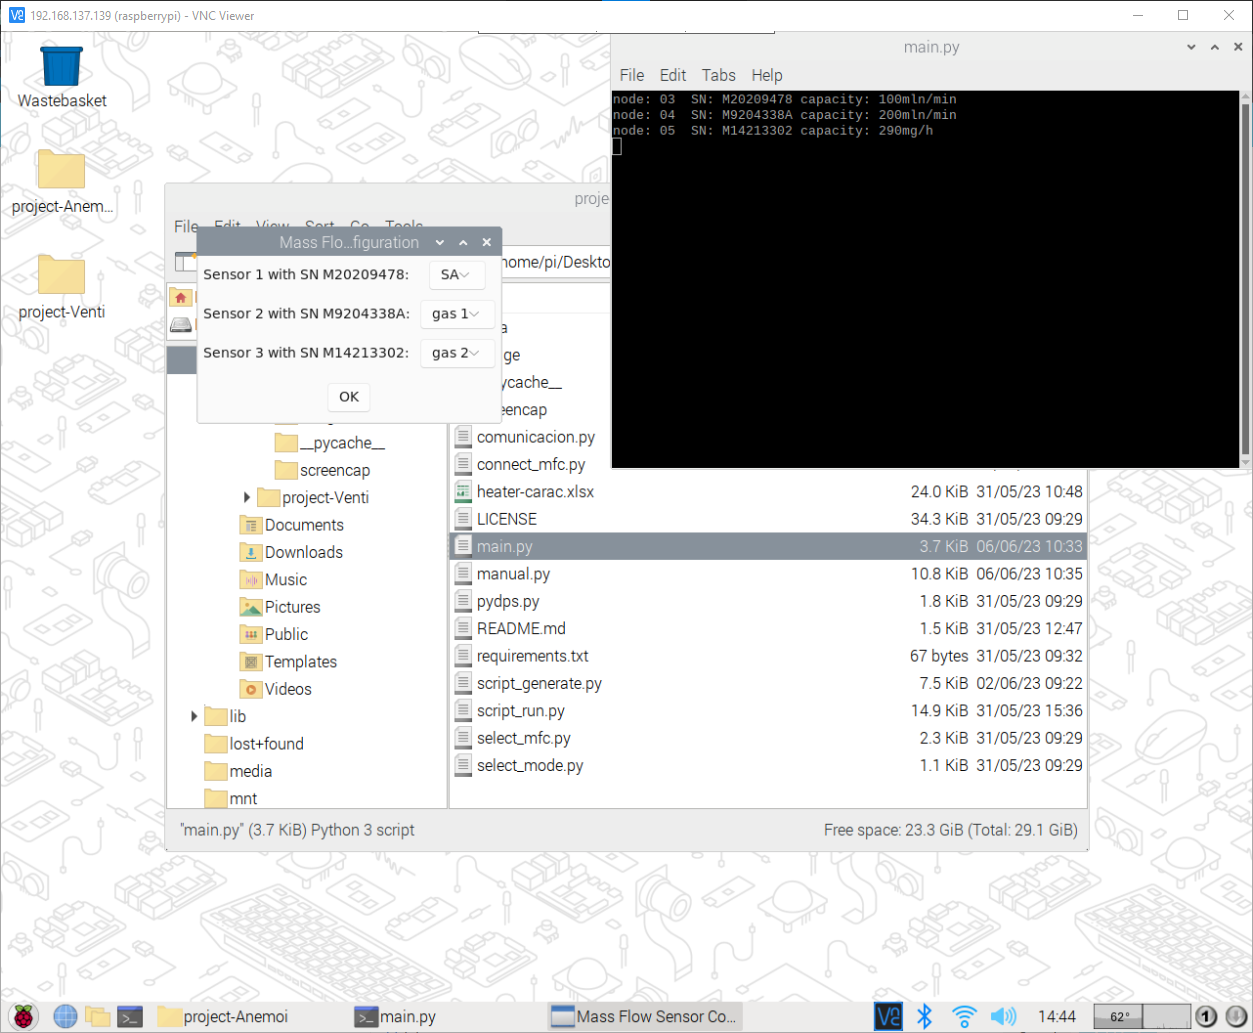 192.168.137.139 (raspberrypi) - VNC Viewer
Wastebasket
project-Anem...
project-Venti
main.py
File Edit Tabs Help
node: 03 SN: M20209478 capacity: 100mln/min
node: 04 SN: M9204338A capacity: 200mln/min
node: 05 SN: M14213302 capacity: 290mg/h
proje
File Edit View Sort Go Tools
home/pi/Deskto
Mass Flo...figuration
Sensor 1 with SN M20209478: SA
Sensor 2 with SN M9204338A: gas 1
Sensor 3 with SN M14213302: gas 2
OK
__pycache__
screencap
project-Venti
Documents
Downloads
Music
Pictures
Public
Templates
Videos
lib
lost+found
media
mnt
a
ge
ycache__
eencap
comunicacion.py
connect_mfc.py
heater-carac.xlsx 24.0 KiB 31/05/23 10:48
LICENSE 34.3 KiB 31/05/23 09:29
main.py 3.7 KiB 06/06/23 10:33
manual.py 10.8 KiB 06/06/23 10:35
pydps.py 1.8 KiB 31/05/23 09:29
README.md 1.5 KiB 31/05/23 12:47
requirements.txt 67 bytes 31/05/23 09:32
script_generate.py 7.5 KiB 02/06/23 09:22
script_run.py 14.9 KiB 31/05/23 15:36
select_mfc.py 2.3 KiB 31/05/23 09:29
select_mode.py 1.1 KiB 31/05/23 09:29
"main.py" (3.7 KiB) Python 3 script
Free space: 23.3 GiB (Total: 29.1 GiB)
project-Anemoi
main.py
Mass Flow Sensor Co...
14:44
62°
1